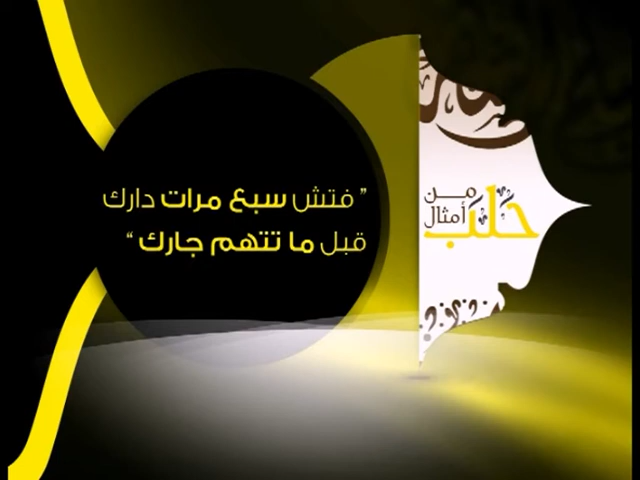 ” فتش سبع مرات دارك
قبل ما تتهم جارك “
من
أمثال
حلب